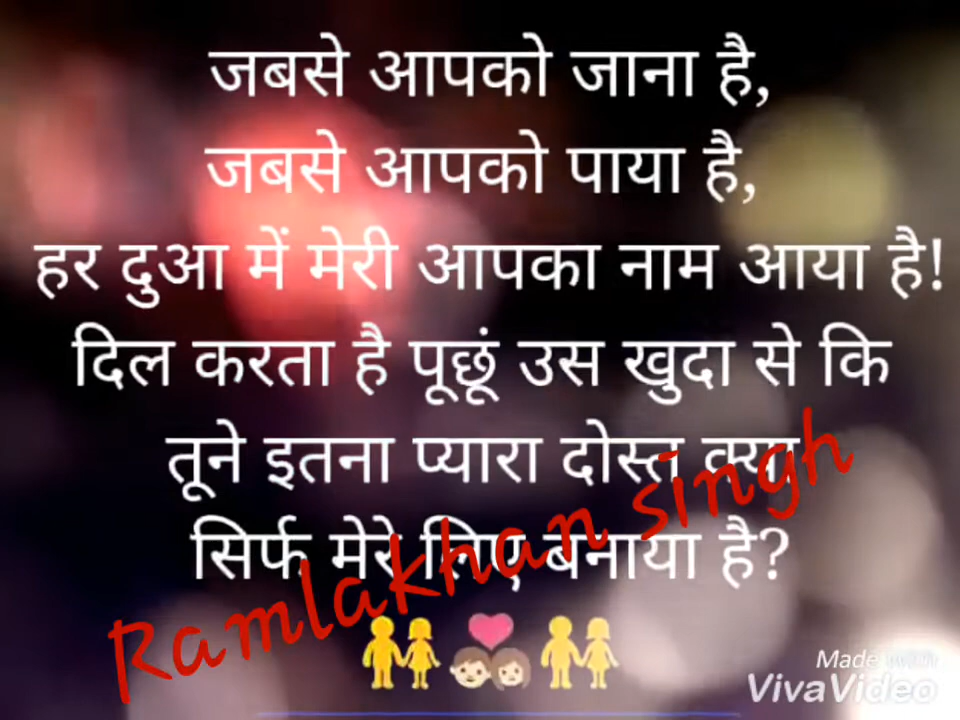 जबसे आपको जाना है,
जबसे आपको पाया है,
हर दुआ में मेरी आपका नाम आया है!
दिल करता है पूछूं उस खुदा से कि
तूने इतना प्यारा दोस्त क्या
सिर्फ मेरे लिए बनाया है?
Ramlakhan singh
Made With
VivaVideo